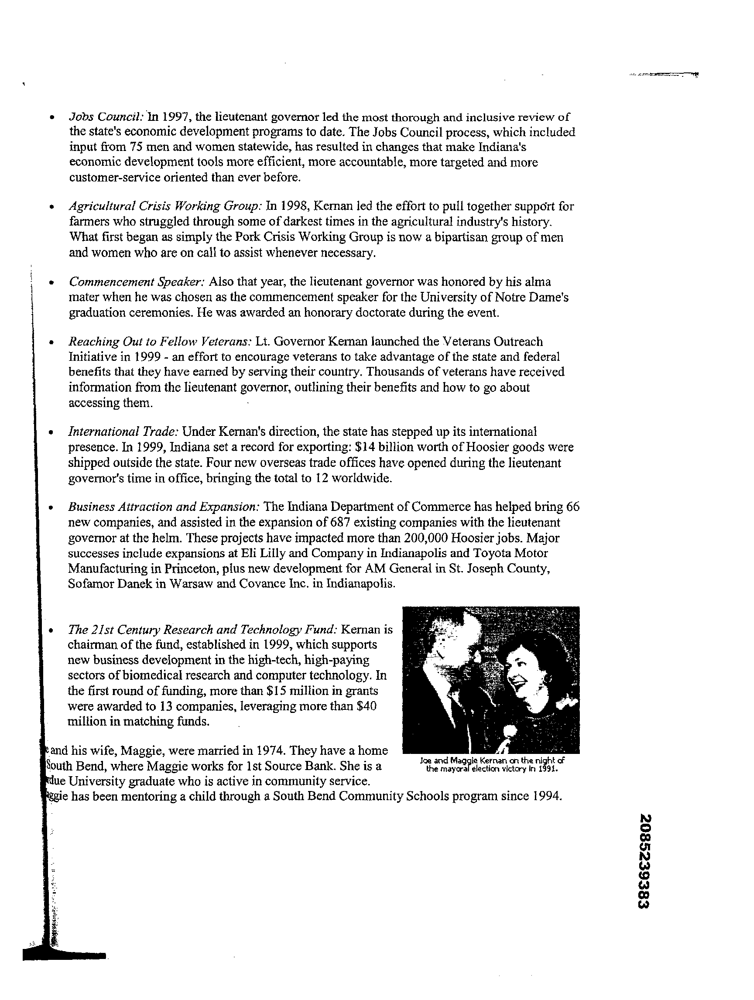 • Jobs Council: In 1997, the lieutenant governor led the most thorough and inclusive review of
the state's economic development programs to date. The Jobs Council process, which included
input from 75 men and women statewide, has resulted in changes that make Indiana's
economic development tools more efficient, more accountable, more targeted and more
customer-service oriented than ever before.
• Agricultural Crisis Working Group: In 1998, Kernan led the effort to pull together support for
farmers who struggled through some of darkest times in the agricultural industry's history.
What first began as simply the Pork Crisis Working Group is now a bipartisan group of men
and women who are on call to assist whenever necessary.
• Commencement Speaker: Also that year, the lieutenant governor was honored by his alma
mater when he was chosen as the commencement speaker for the University of Notre Dame's
graduation ceremonies. He was awarded an honorary doctorate during the event.
• Reaching Out to Fellow Veterans: Lt. Governor Kernan launched the Veterans Outreach
Initiative in 1999 - an effort to encourage veterans to take advantage of the state and federal
benefits that they have earned by serving their country. Thousands of veterans have received
information from the lieutenant governor, outlining their benefits and how to go about
accessing them.
• International Trade: Under Kernan's direction, the state has stepped up its international
presence. In 1999, Indiana set a record for exporting: $14 billion worth of Hoosier goods were
shipped outside the state. Four new overseas trade offices have opened during the lieutenant
governor's time in office, bringing the total to 12 worldwide.
• Business Attraction and Expansion: The Indiana Department of Commerce has helped bring 66
new companies, and assisted in the expansion of 687 existing companies with the lieutenant
governor at the helm. These projects have impacted more than 200,000 Hoosier jobs. Major
successes include expansions at Eli Lilly and Company in Indianapolis and Toyota Motor
Manufacturing in Princeton, plus new development for AM General in St. Joseph County,
Sofamor Danek in Warsaw and Covance Inc. in Indianapolis.
• The 21st Century Research and Technology Fund: Kernan is
chairman of the fund, established in 1999, which supports
new business development in the high-tech, high-paying
sectors of biomedical research and computer technology. In
the first round of funding, more than $15 million in grants
were awarded to 13 companies, leveraging more than $40
million in matching funds.
and his wife, Maggie, were married in 1974. They have a home
South Bend, where Maggie works for 1st Source Bank. She is a
due University graduate who is active in community service.
ggie has been mentoring a child through a South Bend Community Schools program since 1994.
Joe and Maggie Kernan on the night of
the mayoral election victory in 1991.
2085239383